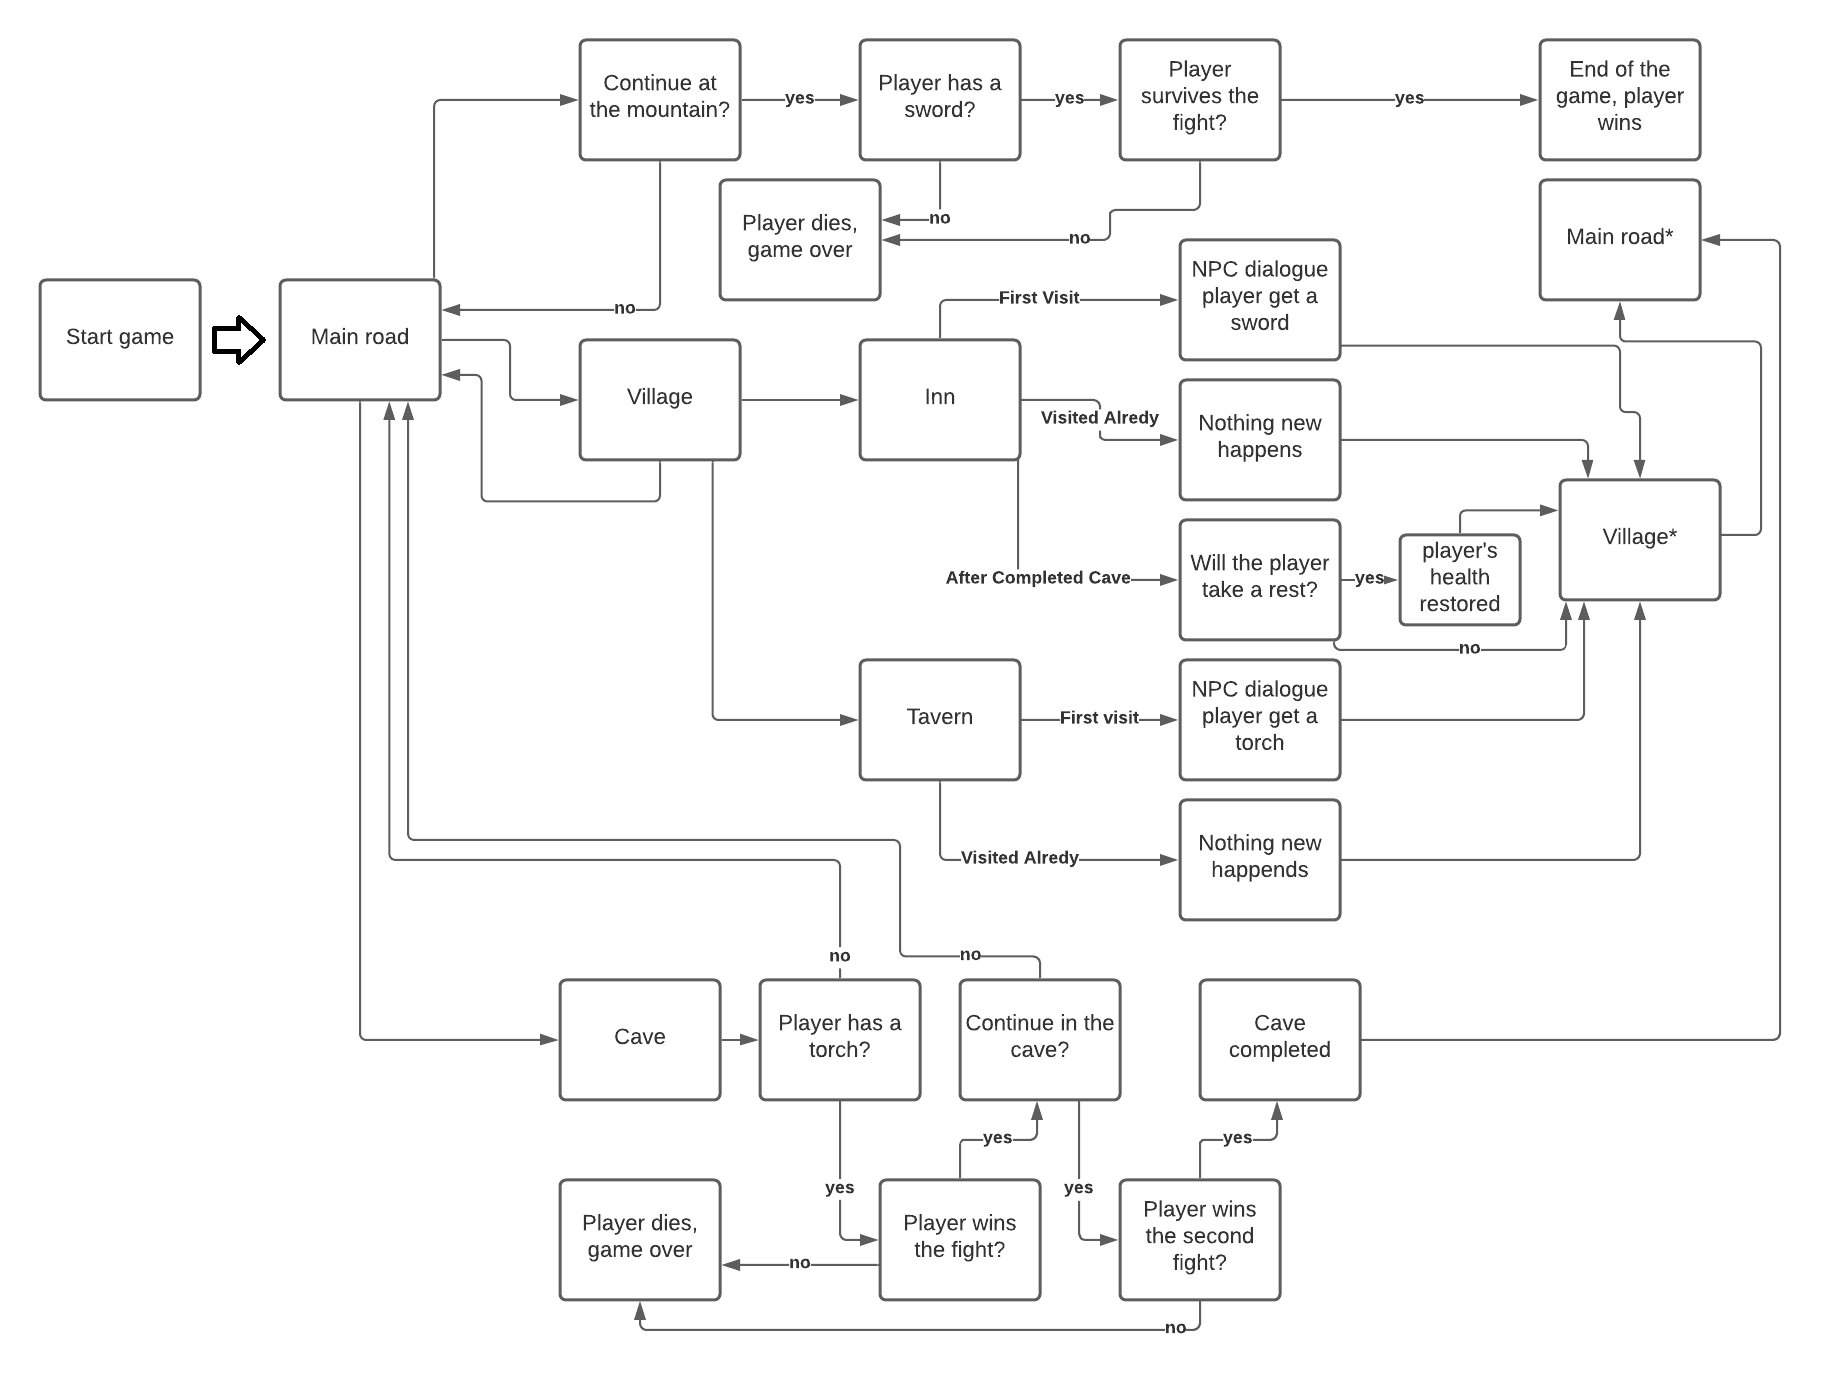 Continue at
the mountain?
yes
Player has a
sword?
yes
Player
survives the
fight?
yes
End of the
game, player
wins
Player dies,
game over
no
no
Main road*
Start game
Main road
no
First Visit
NPC dialogue
player get a
sword
Village
Inn
Visited Alredy
Nothing new
happens
After Completed Cave
Will the player
take a rest?
yes
player's
health
restored
Village*
no
Tavern
First visit
NPC dialogue
player get a
torch
Visited Alredy
Nothing new
happends
no
no
Cave
Player has a
torch?
Continue in the
cave?
Cave
completed
yes
yes
yes
yes
Player dies,
game over
no
Player wins
the fight?
Player wins
the second
fight?
no